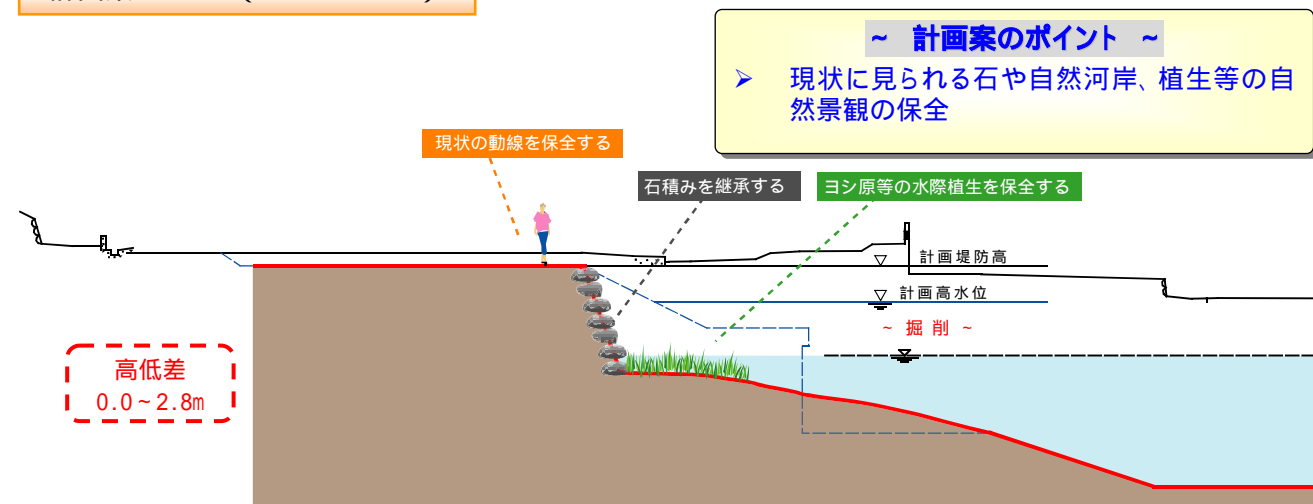 ~ 計画案のポイント ~
➢ 現状に見られる石や自然河岸、植生等の自
然景観の保全
現状の動線を保全する
石積みを継承する
ヨシ原等の水際植生を保全する
計画堤防高
計画高水位
~ 掘削 ~
高低差
0.0~2.8m